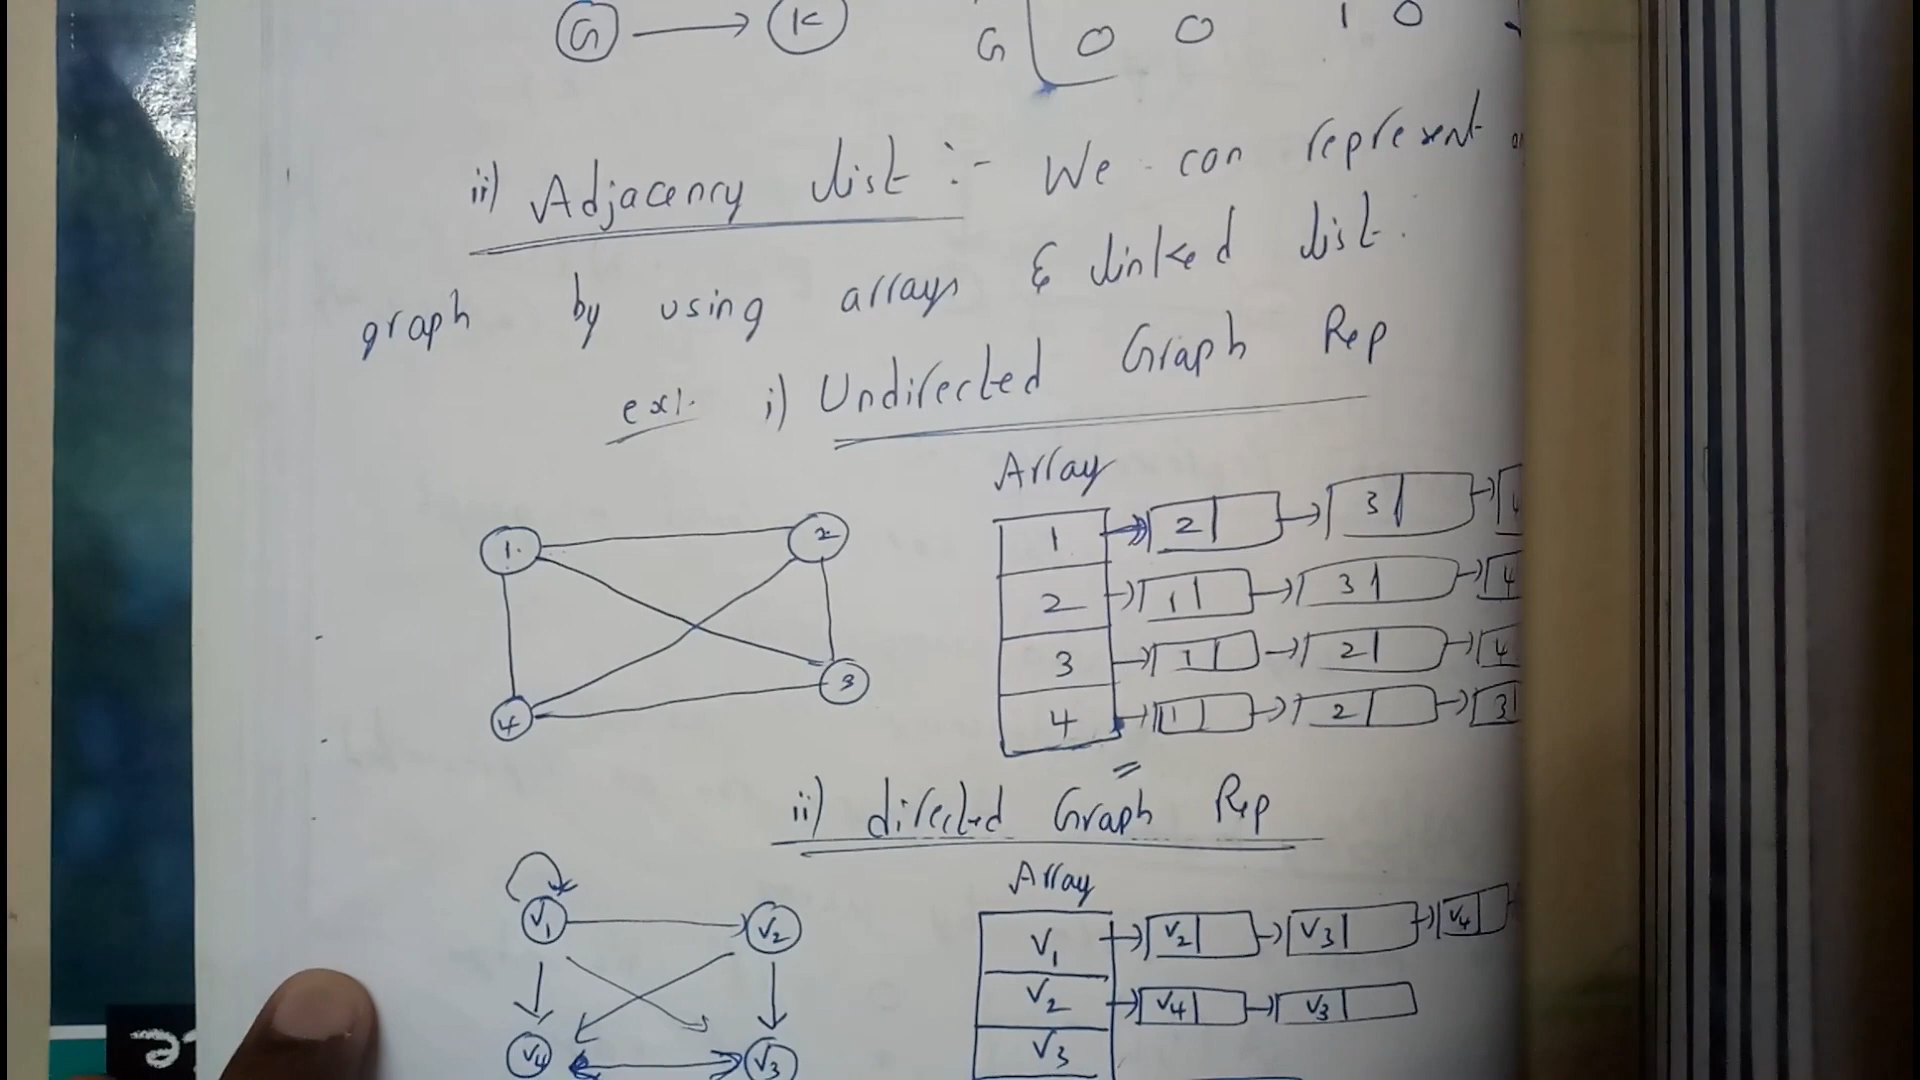 G → K G 0 0 1 0
ii) Adjacency list :- We can represent
graph by using arrays & linked list.
ex1. i) Undirected Graph Rep
Array
1 2
4 3
1 → 2 → 3 →
2 → 1 → 3 → 4
3 → 1 → 2 → 4
4 → 1 → 2 → 3
ii) directed Graph Rep
Array
V1 V2
V4 V3
V1 → V2 → V3 → V4
V2 → V4 → V3
V3